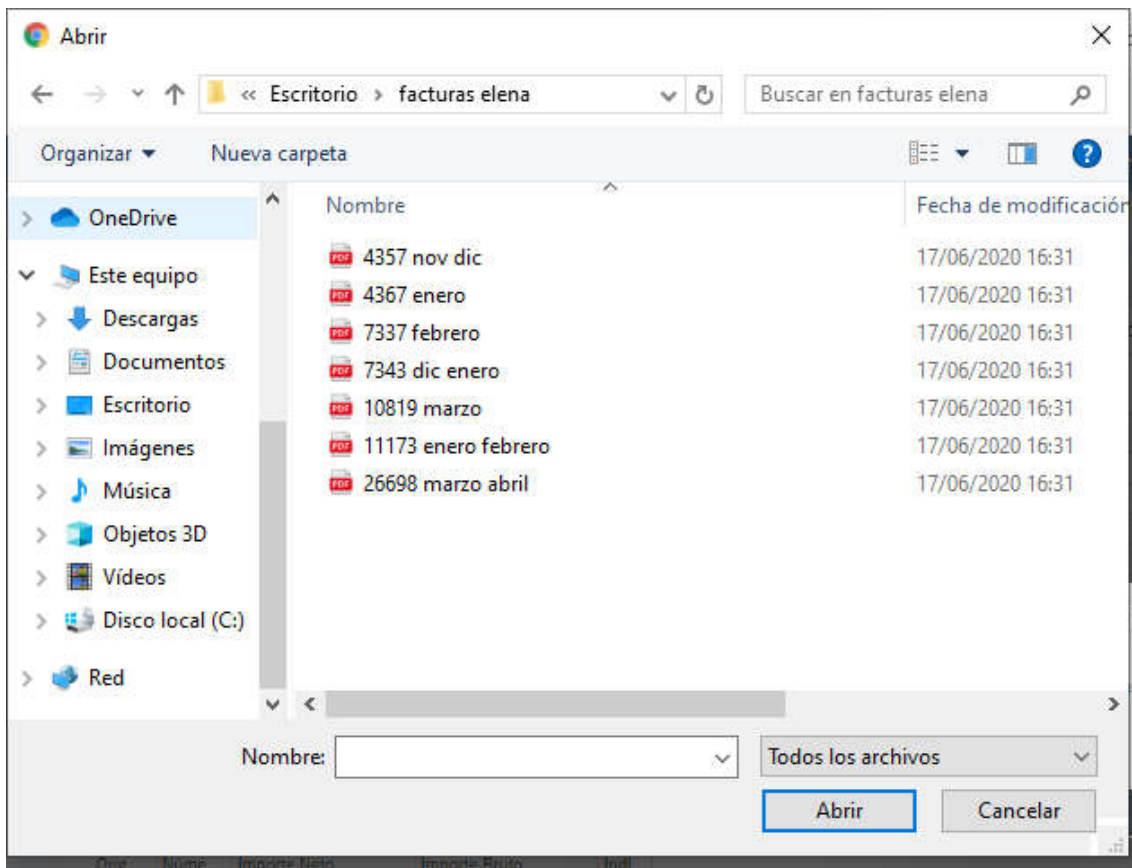 Abrir
« Escritorio > facturas elena
Buscar en facturas elena
Organizar
Nueva carpeta
Nombre
Fecha de modificación
OneDrive
Este equipo
Descargas
Documentos
Escritorio
Imágenes
Música
Objetos 3D
Vídeos
Disco local (C:)
Red
4357 nov dic 17/06/2020 16:31
4367 enero 17/06/2020 16:31
7337 febrero 17/06/2020 16:31
7343 dic enero 17/06/2020 16:31
10819 marzo 17/06/2020 16:31
11173 enero febrero 17/06/2020 16:31
26698 marzo abril 17/06/2020 16:31
Nombre:
Todos los archivos
Abrir
Cancelar
Importe Neto Importe Bruto